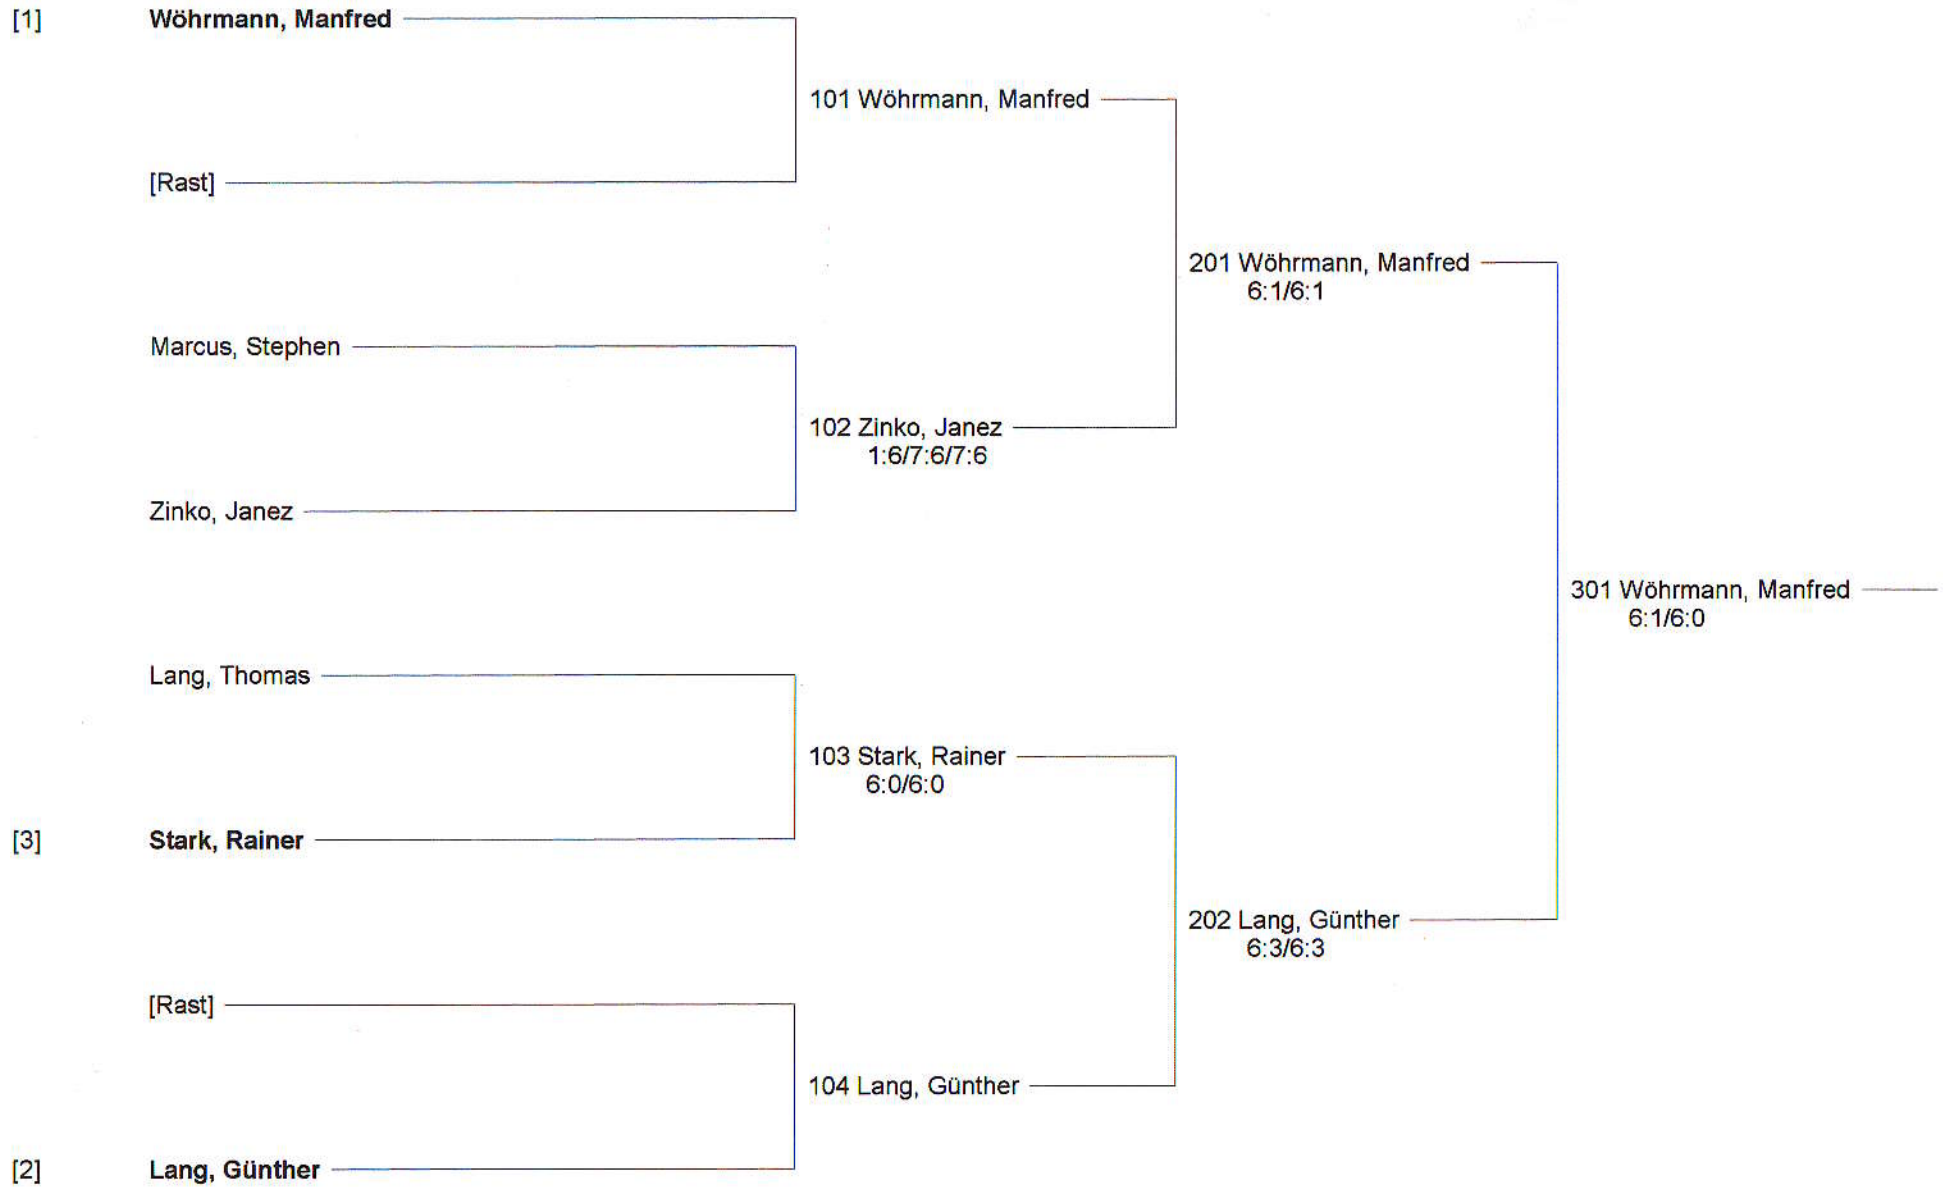 [1] Wöhrmann, Manfred
101 Wöhrmann, Manfred
[Rast]
201 Wöhrmann, Manfred
6:1/6:1
Marcus, Stephen
102 Zinko, Janez
1:6/7:6/7:6
Zinko, Janez
301 Wöhrmann, Manfred
6:1/6:0
Lang, Thomas
103 Stark, Rainer
6:0/6:0
[3] Stark, Rainer
202 Lang, Günther
6:3/6:3
[Rast]
104 Lang, Günther
[2] Lang, Günther